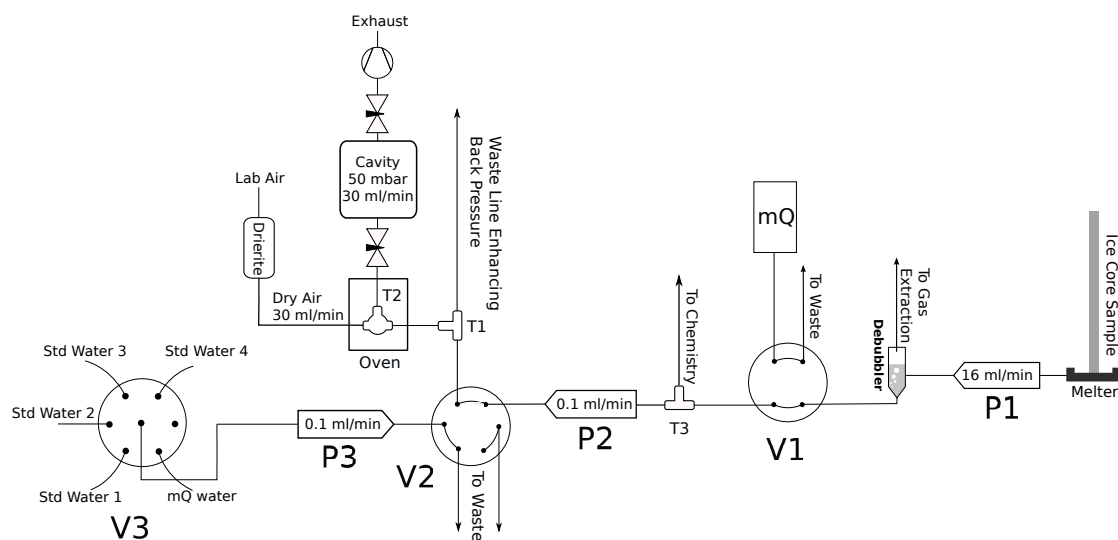 Exhaust
Cavity
50 mbar
30 ml/min
Waste Line Enhancing
Back Pressure
Lab Air
Drierite
Dry Air
30 ml/min
T2
Oven
T1
mQ
To Waste
To Gas
Extraction
Debubbler
Ice Core Sample
16 ml/min
P1
Melter
To Chemistry
T3
V1
0.1 ml/min
P2
0.1 ml/min
P3
V2
To Waste
Std Water 3
Std Water 4
Std Water 2
Std Water 1
mQ water
V3